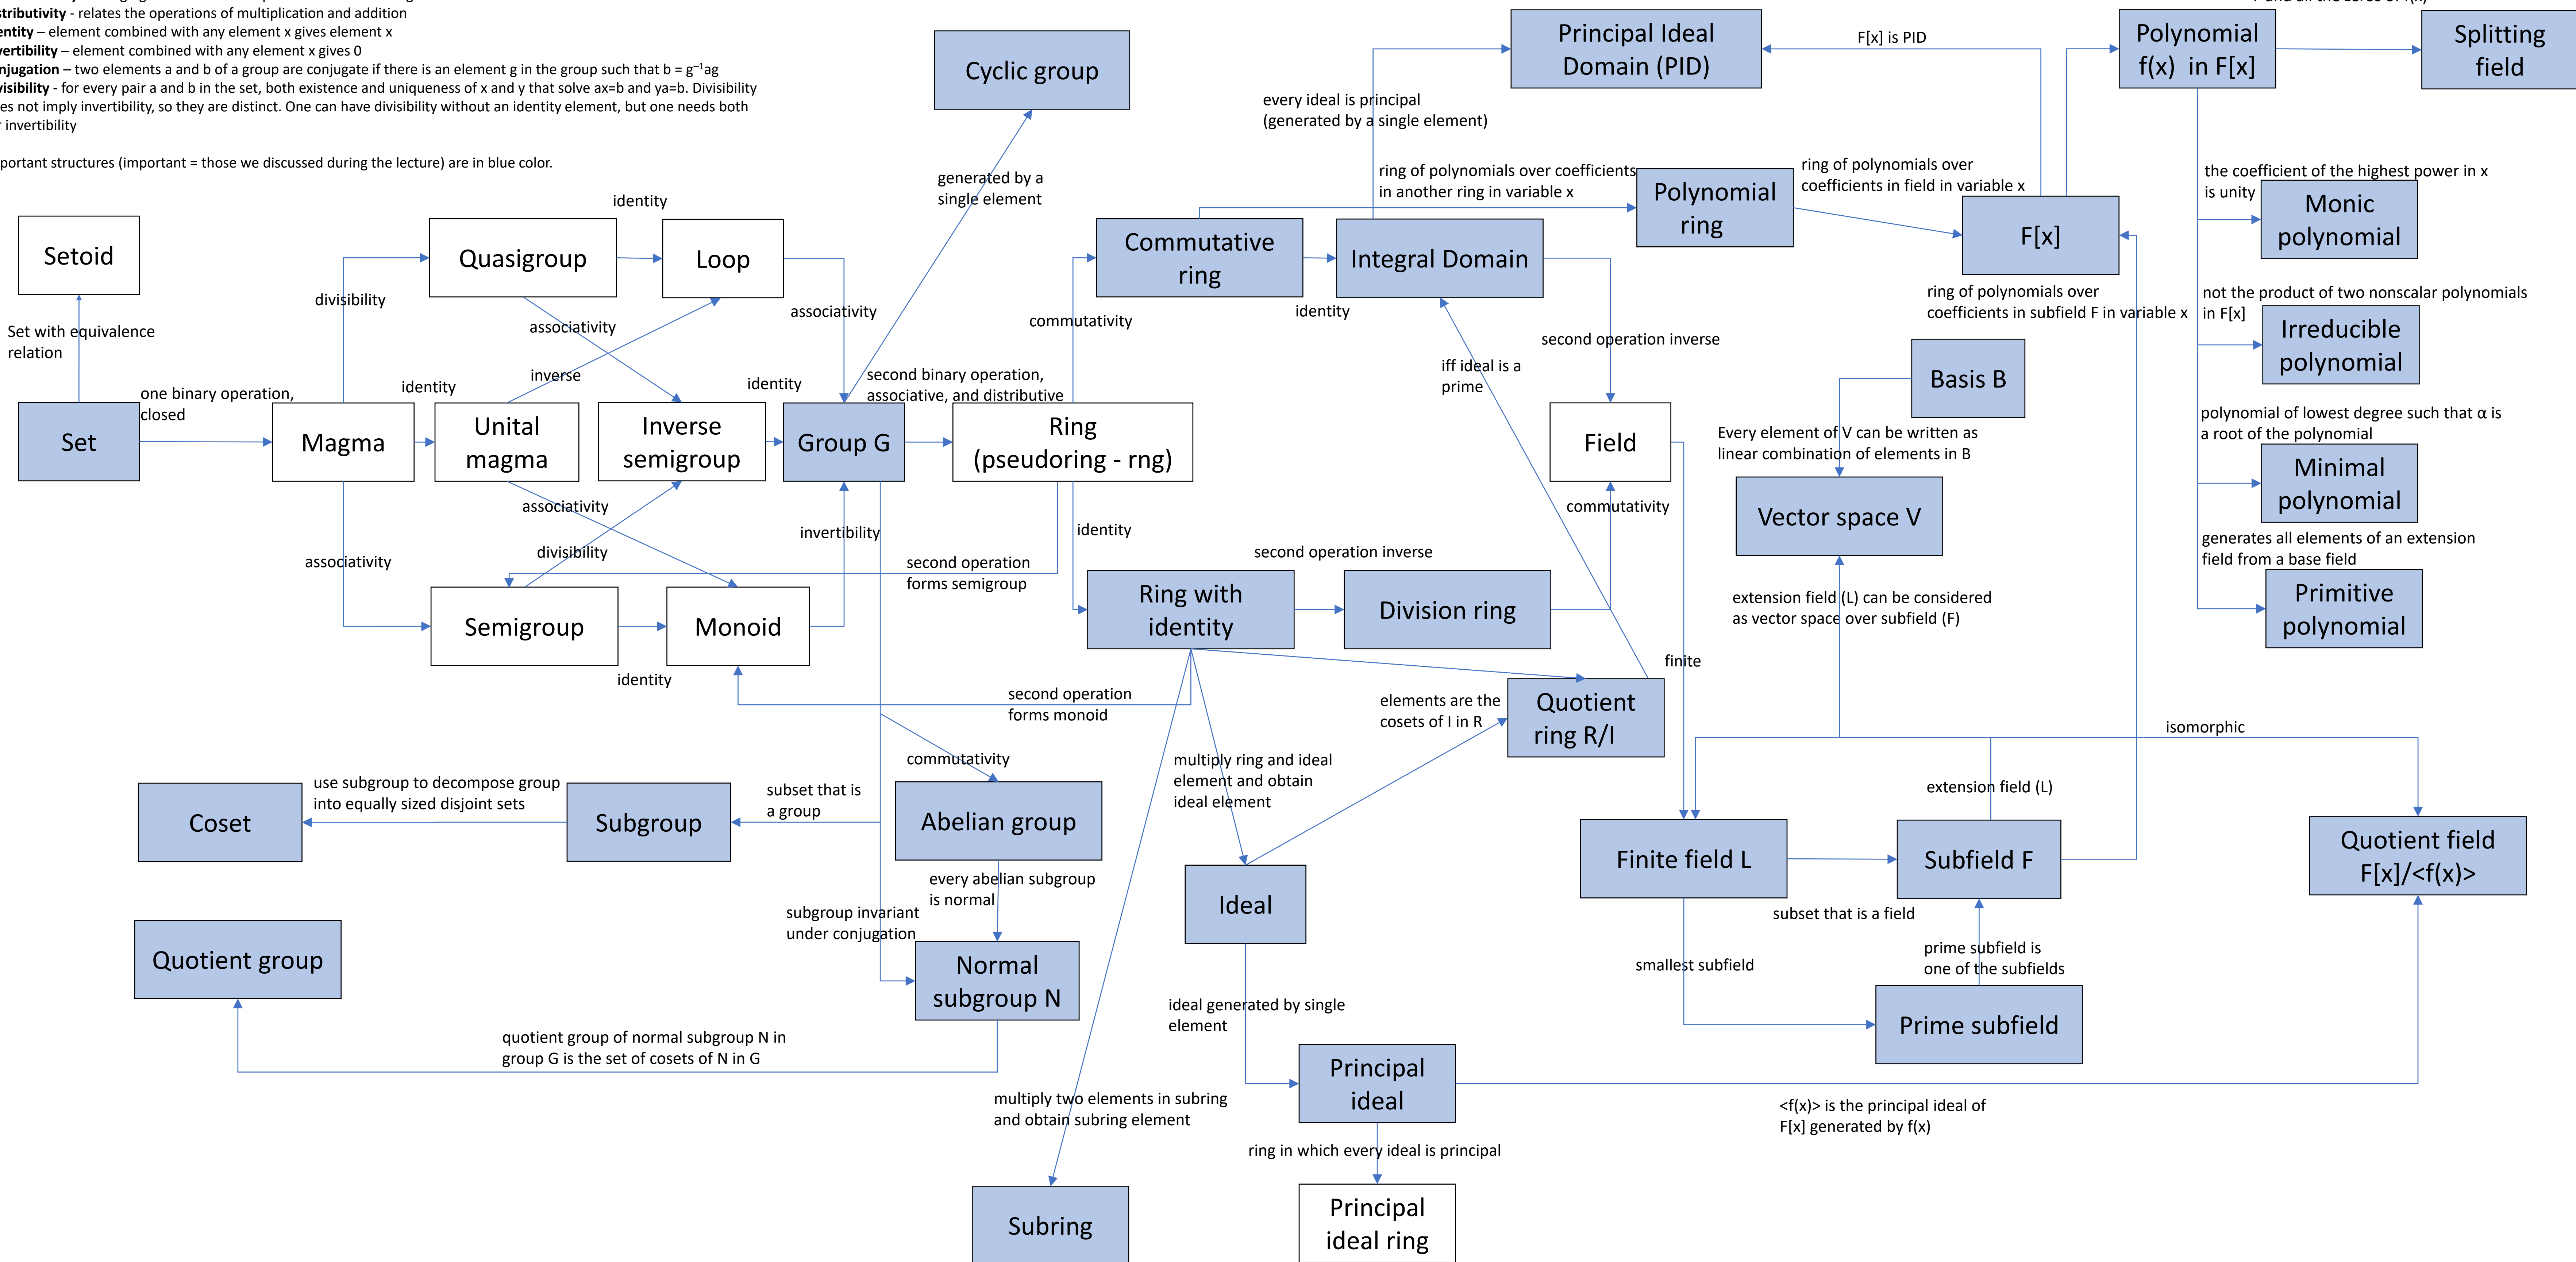 stributivity - relates the operations of multiplication and addition
entity – element combined with any element x gives element x
vertibility – element combined with any element x gives 0
njugation – two elements a and b of a group are conjugate if there is an element g in the group such that b = g⁻¹ag
visibility - for every pair a and b in the set, both existence and uniqueness of x and y that solve ax=b and ya=b. Divisibility
es not imply invertibility, so they are distinct. One can have divisibility without an identity element, but one needs both
r invertibility
portant structures (important = those we discussed during the lecture) are in blue color.
Cyclic group
generated by a
single element
Principal Ideal
Domain (PID)
F[x] is PID
every ideal is principal
(generated by a single element)
Polynomial
f(x) in F[x]
Splitting
field
ring of polynomials over coefficients
in another ring in variable x
Polynomial
ring
ring of polynomials over
coefficients in field in variable x
F[x]
the coefficient of the highest power in x
is unity
Monic
polynomial
Setoid
Set with equivalence
relation
divisibility
Quasigroup
identity
Loop
associativity
associativity
inverse
Commutative
ring
commutativity
identity
Integral Domain
second operation inverse
iff ideal is a
prime
ring of polynomials over
coefficients in subfield F in variable x
not the product of two nonscalar polynomials
in F[x]
Irreducible
polynomial
Basis B
Set
one binary operation,
closed
Magma
identity
Unital
magma
Inverse
semigroup
identity
Group G
second binary operation,
associative, and distributive
Ring
(pseudoring - rng)
Field
commutativity
Every element of V can be written as
linear combination of elements in B
Vector space V
polynomial of lowest degree such that α is
a root of the polynomial
Minimal
polynomial
associativity
associativity
divisibility
invertibility
identity
second operation
forms semigroup
second operation inverse
generates all elements of an extension
field from a base field
Primitive
polynomial
Semigroup
identity
Monoid
Ring with
identity
Division ring
extension field (L) can be considered
as vector space over subfield (F)
finite
second operation
forms monoid
elements are the
cosets of I in R
Quotient
ring R/I
isomorphic
commutativity
multiply ring and ideal
element and obtain
ideal element
extension field (L)
Coset
use subgroup to decompose group
into equally sized disjoint sets
Subgroup
subset that is
a group
Abelian group
every abelian subgroup
is normal
Ideal
Finite field L
subset that is a field
Subfield F
Quotient field
F[x]/<f(x)>
Quotient group
subgroup invariant
under conjugation
Normal
subgroup N
quotient group of normal subgroup N in
group G is the set of cosets of N in G
smallest subfield
prime subfield is
one of the subfields
Prime subfield
ideal generated by single
element
Principal
ideal
multiply two elements in subring
and obtain subring element
<f(x)> is the principal ideal of
F[x] generated by f(x)
ring in which every ideal is principal
Subring
Principal
ideal ring